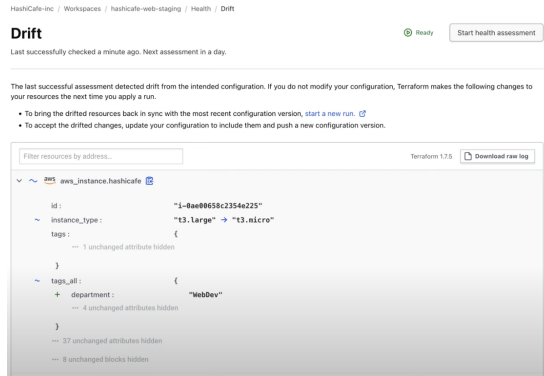 HashiCafe-inc / Workspaces / hashicafe-web-staging / Health / Drift
Drift
Ready
Start health assessment
Last successfully checked a minute ago. Next assessment in a day.
The last successful assessment detected drift from the intended configuration. If you do not modify your configuration, Terraform makes the following changes to
your resources the next time you apply a run.
• To bring the drifted resources back in sync with the most recent configuration version, start a new run.
• To accept the drifted changes, update your configuration to include them and push a new configuration version.
Filter resources by address...
Terraform 1.7.5
Download raw log
~ aws aws_instance.hashicafe
id : "i-0ae00658c2354e225"
~ instance_type : "t3.large" → "t3.micro"
tags : {
••• 1 unchanged attribute hidden
}
~ tags_all : {
+ department : "WebDev"
••• 4 unchanged attributes hidden
}
••• 37 unchanged attributes hidden
••• 8 unchanged blocks hidden